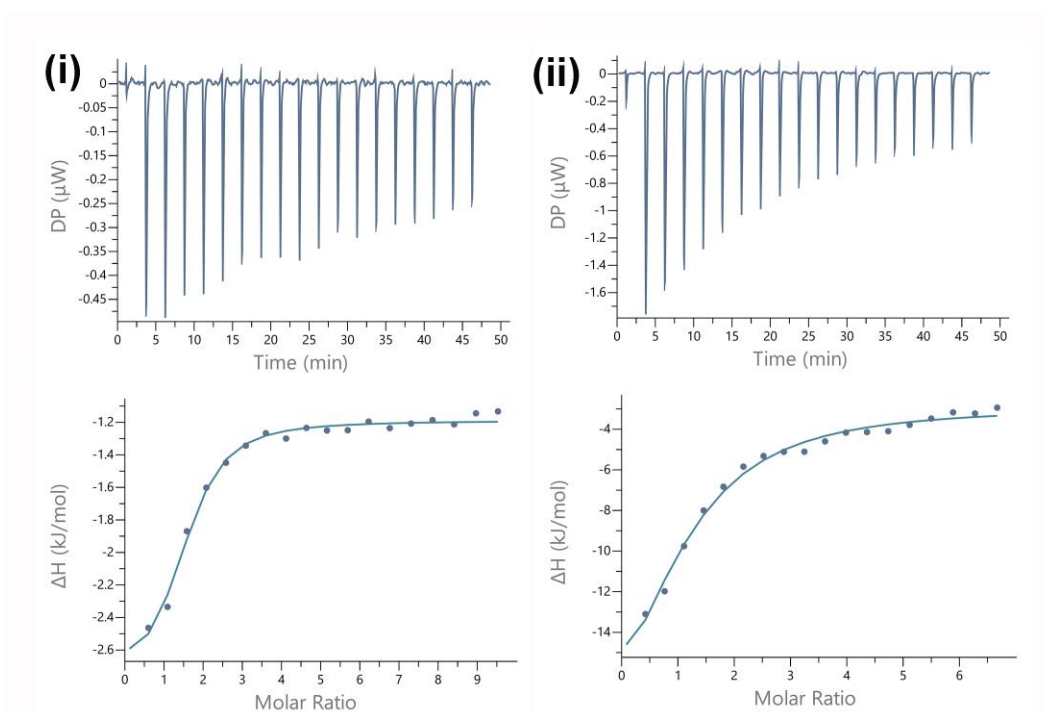 (i)
0
-0.05
-0.1
-0.15
-0.2
-0.25
-0.3
-0.35
-0.4
-0.45
DP (µW)
0 5 10 15 20 25 30 35 40 45 50
Time (min)
(ii)
0
-0.2
-0.4
-0.6
-0.8
-1
-1.2
-1.4
-1.6
DP (µW)
0 5 10 15 20 25 30 35 40 45 50
Time (min)
-1.2
-1.4
-1.6
-1.8
-2
-2.2
-2.4
-2.6
ΔH (kJ/mol)
0 1 2 3 4 5 6 7 8 9
Molar Ratio
-4
-6
-8
-10
-12
-14
ΔH (kJ/mol)
0 1 2 3 4 5 6
Molar Ratio